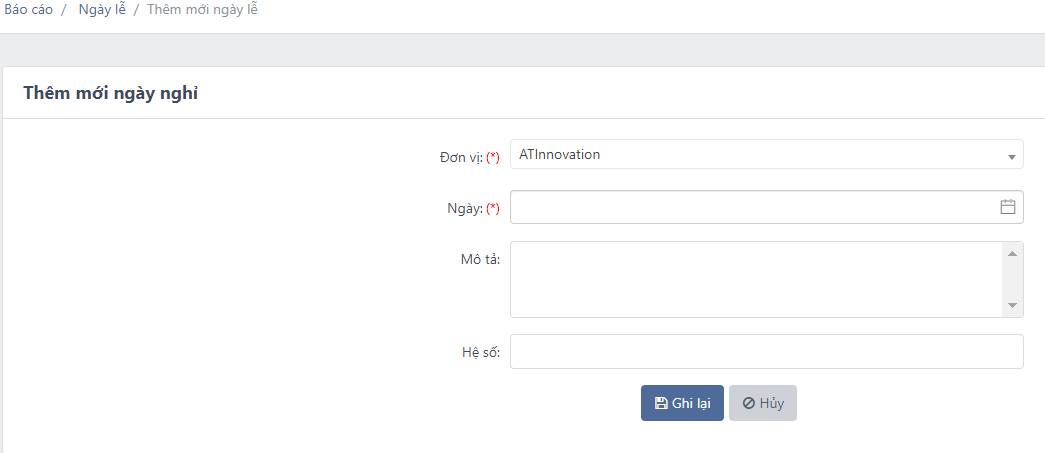 Báo cáo / Ngày lễ / Thêm mới ngày lễ
Thêm mới ngày nghỉ
Đơn vị: (*) ATInnovation
Ngày: (*)
Mô tả:
Hệ số:
Ghi lại Hủy